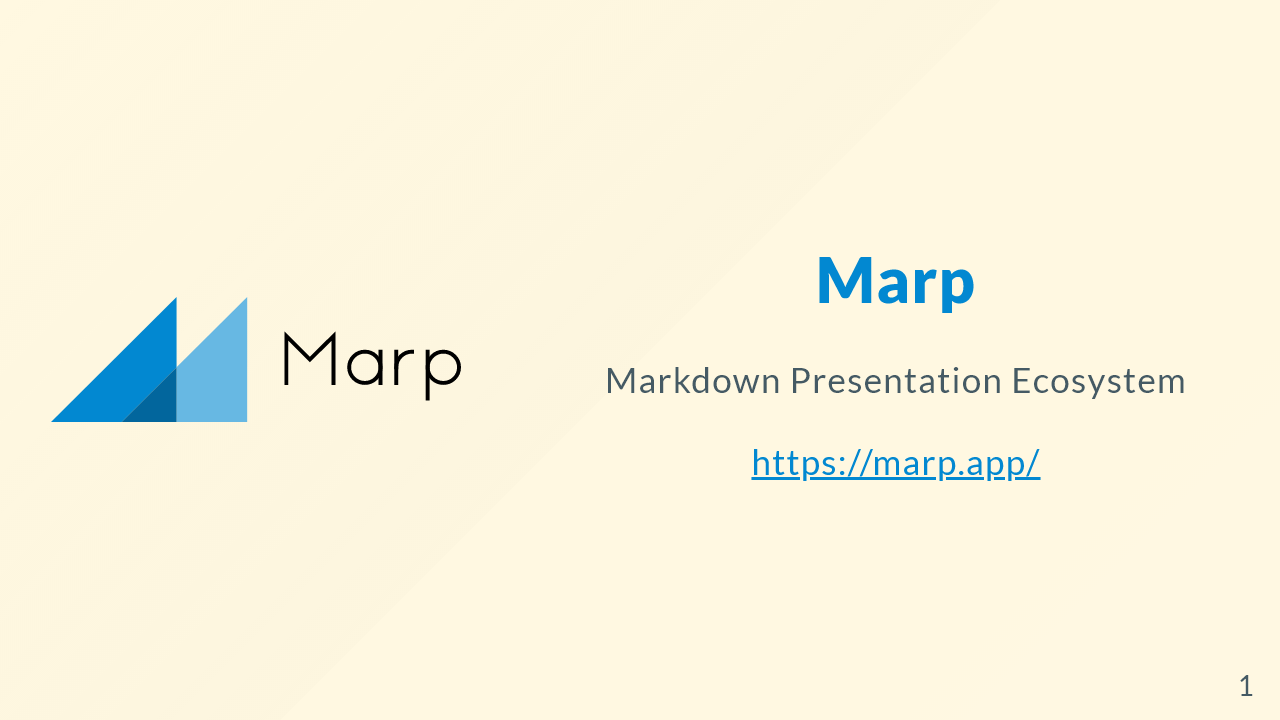 Marp
Marp
Markdown Presentation Ecosystem
https://marp.app/
1